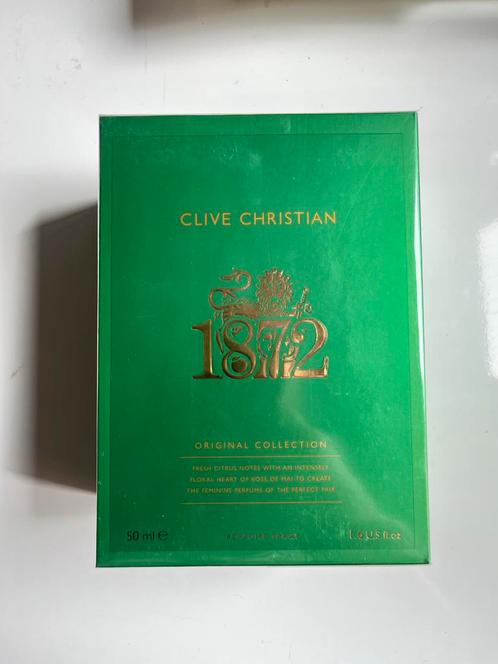 CLIVE CHRISTIAN
1872
ORIGINAL COLLECTION
FRESH CITRUS NOTES WITH AN INTENSELY
FLORAL HEART OF ROSE DE MAI TO CREATE
THE FEMININE PERFUME OF THE PERFECT PAIR
50 ml ℮ 1.6 U.S fl.oz